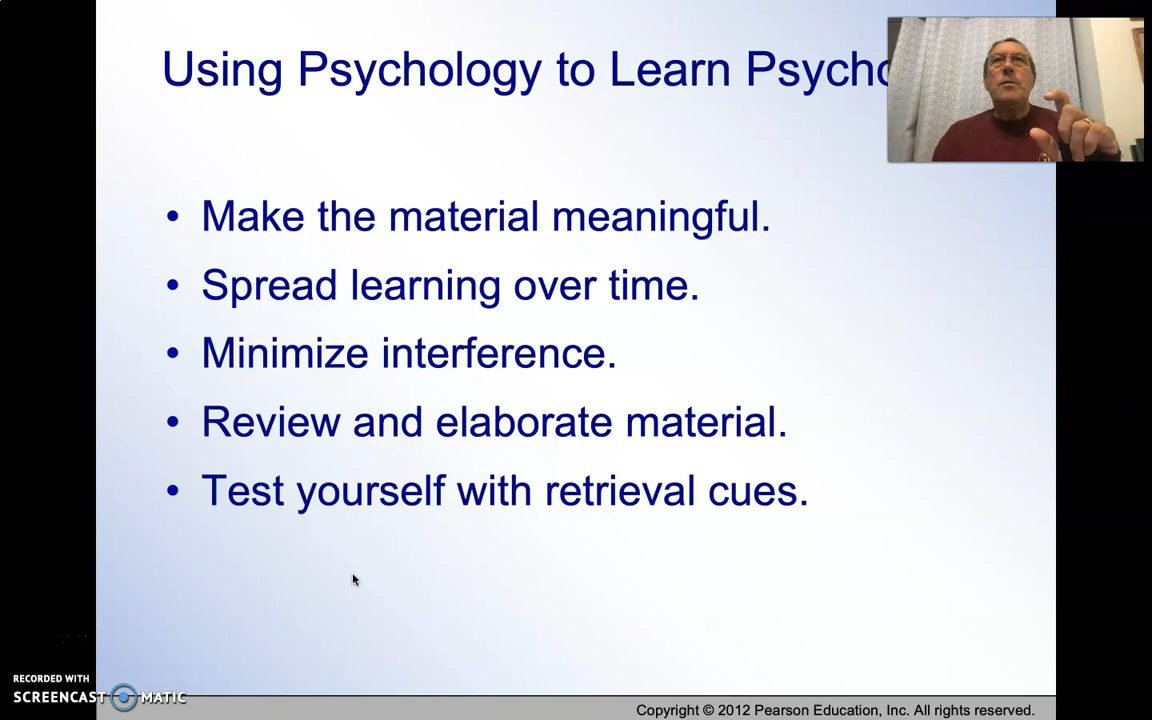 Using Psychology to Learn Psycho
• Make the material meaningful.
• Spread learning over time.
• Minimize interference.
• Review and elaborate material.
• Test yourself with retrieval cues.
RECORDED WITH
SCREENCAST MATIC
Copyright © 2012 Pearson Education, Inc. All rights reserved.